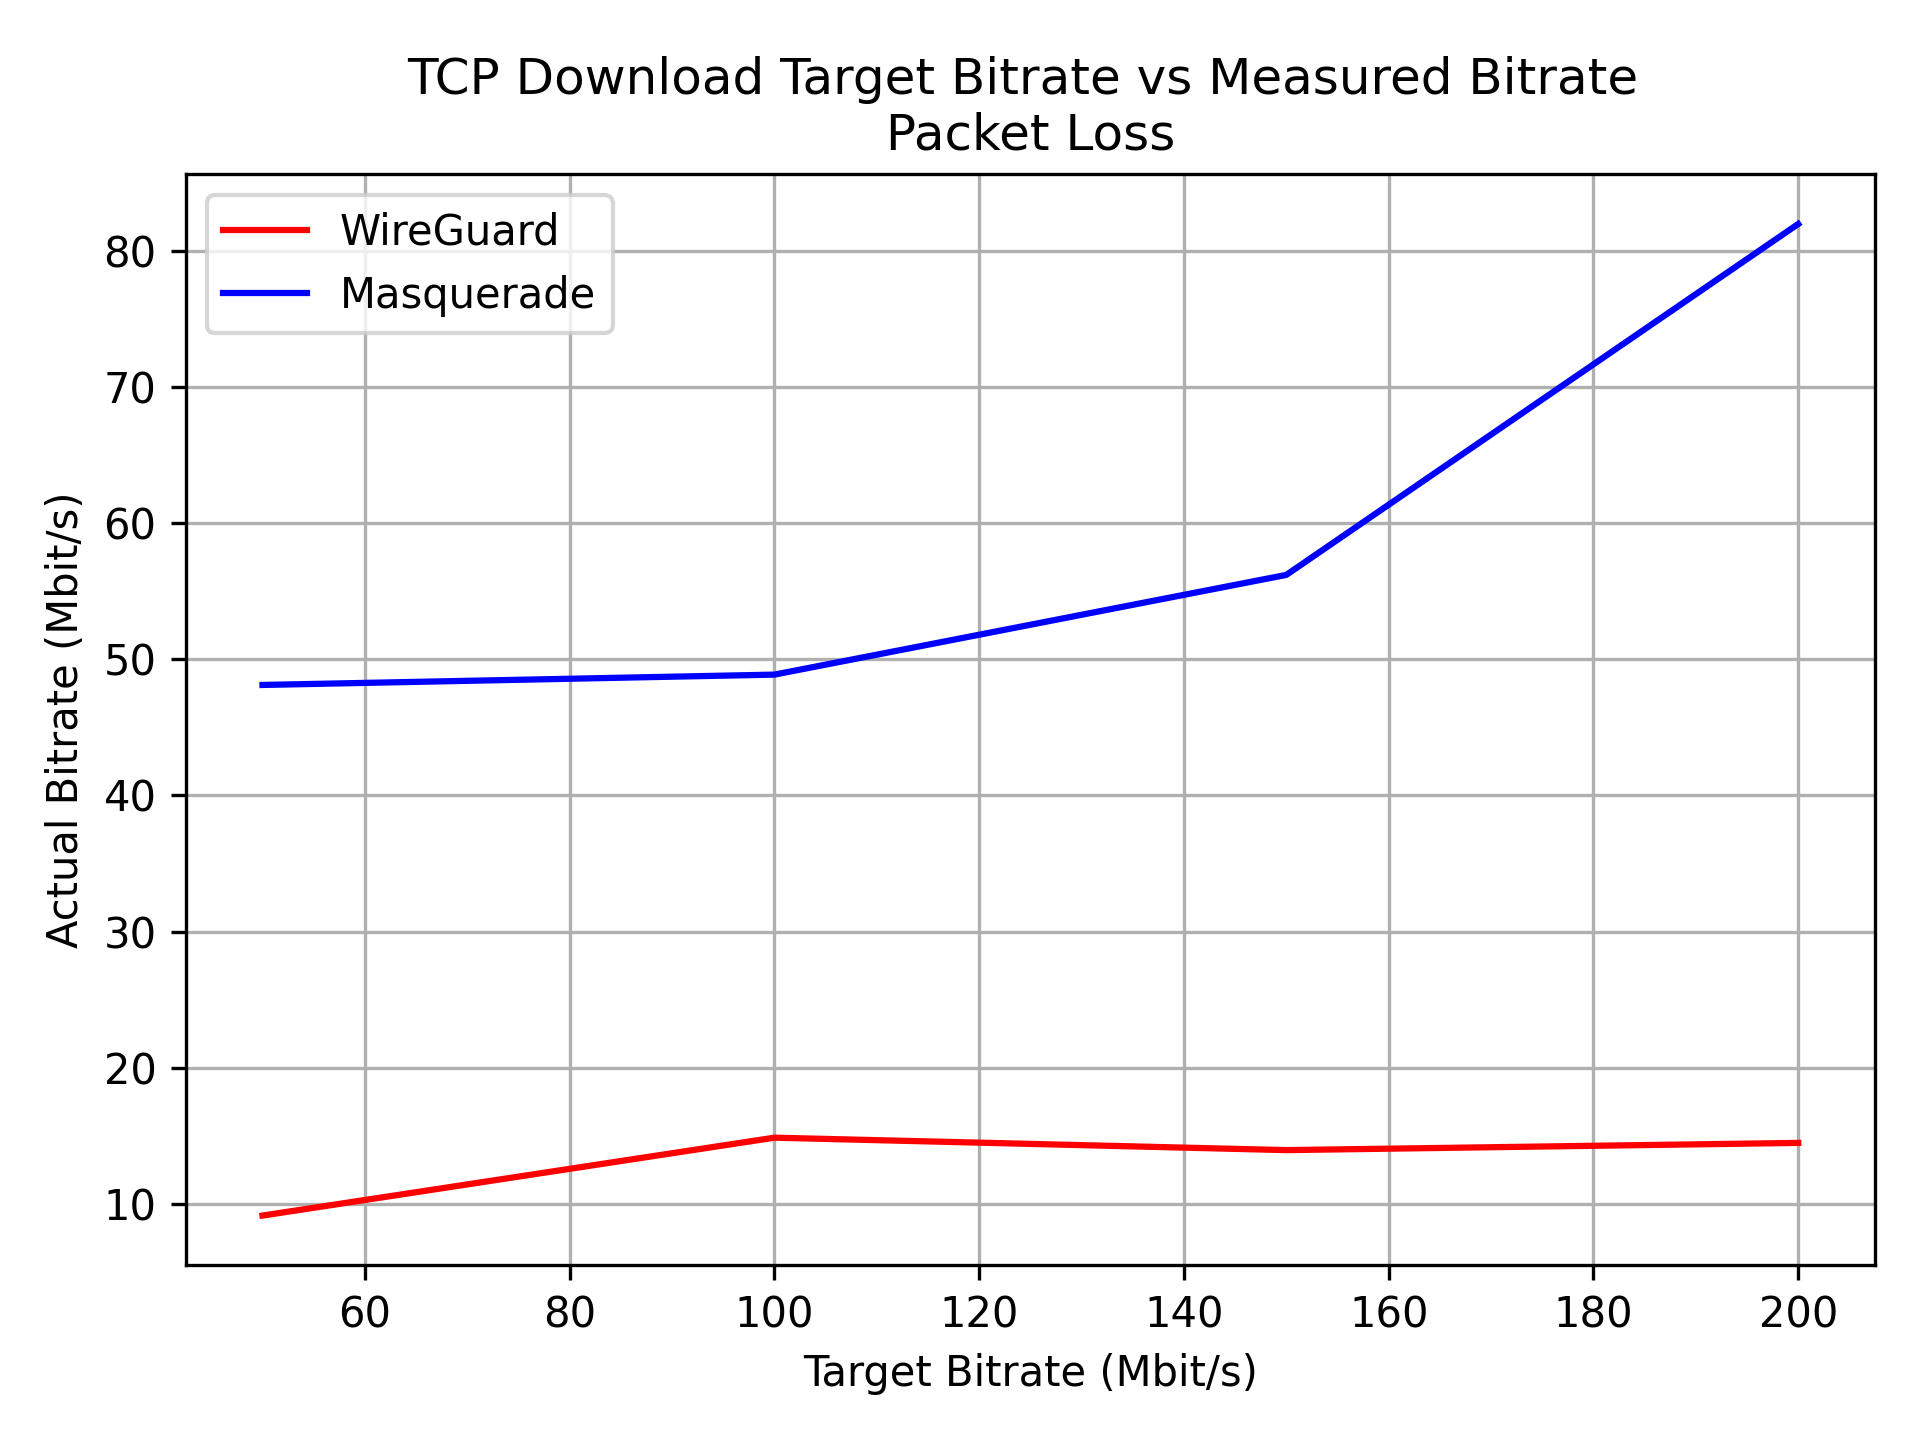 TCP Download Target Bitrate vs Measured Bitrate
Packet Loss
WireGuard
Masquerade
80
70
60
50
40
30
20
10
Actual Bitrate (Mbit/s)
60 80 100 120 140 160 180 200
Target Bitrate (Mbit/s)